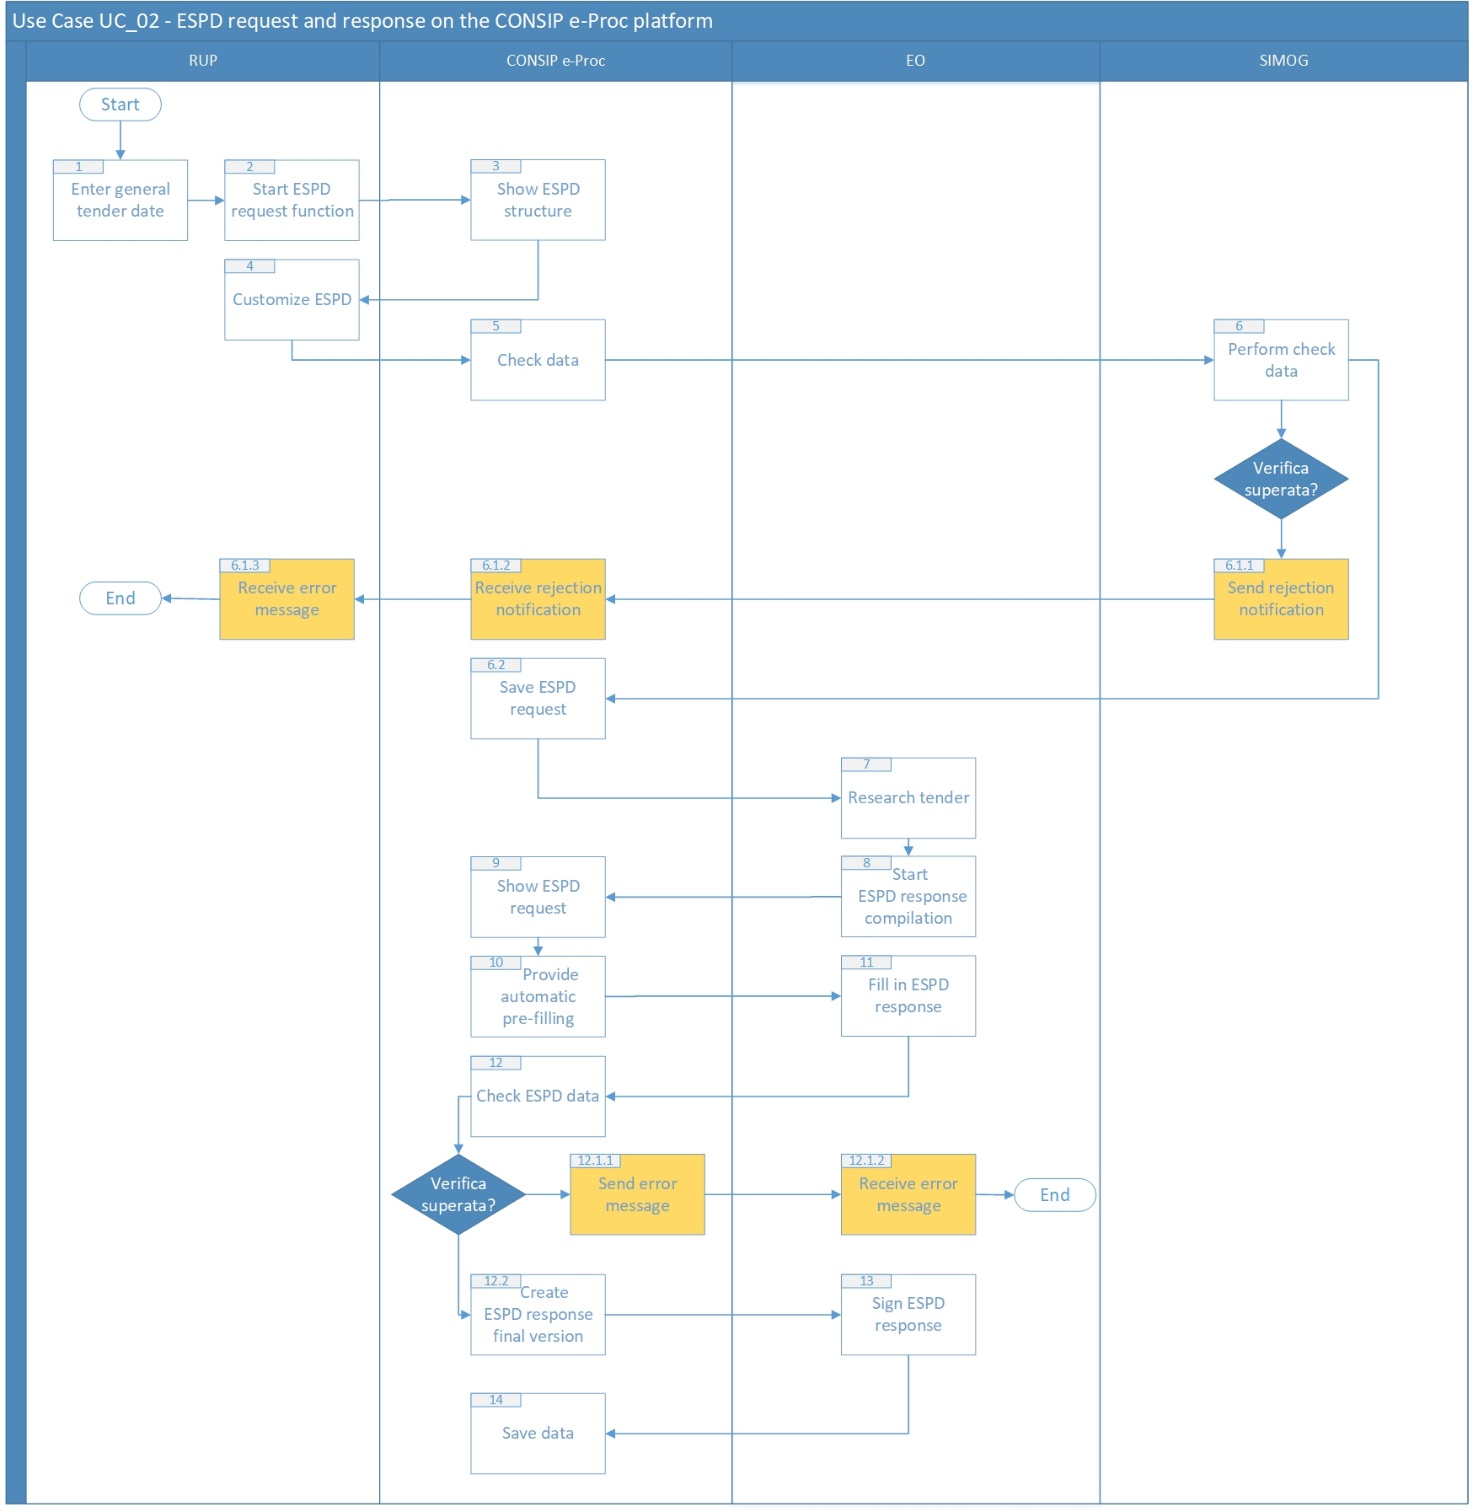 Use Case UC_02 - ESPD request and response on the CONSIP e-Proc platform
RUP
CONSIP e-Proc
EO
SIMOG
Start
1
Enter general
tender date
2
Start ESPD
request function
3
Show ESPD
structure
4
Customize ESPD
5
Check data
6
Perform check
data
Verifica
superata?
6.1.1
Send rejection
notification
6.1.2
Receive rejection
notification
6.1.3
Receive error
message
End
6.2
Save ESPD
request
7
Research tender
8
Start
ESPD response
compilation
9
Show ESPD
request
10
Provide
automatic
pre-filling
11
Fill in ESPD
response
12
Check ESPD data
Verifica
superata?
12.1.1
Send error
message
12.1.2
Receive error
message
End
12.2
Create
ESPD response
final version
13
Sign ESPD
response
14
Save data